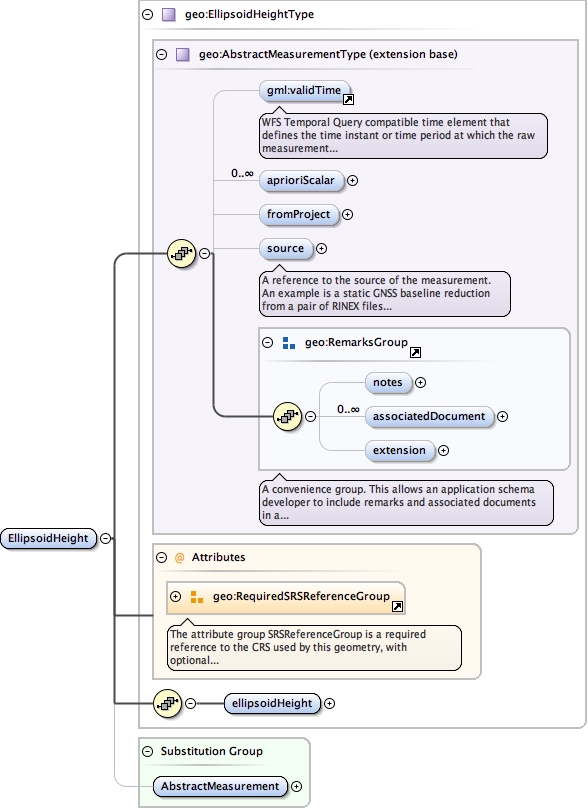 geo:EllipsoidHeightType
geo:AbstractMeasurementType (extension base)
gml:validTime
WFS Temporal Query compatible time element that
defines the time instant or time period at which the raw
measurement...
0..∞
aprioriScalar
fromProject
source
A reference to the source of the measurement.
An example is a static GNSS baseline reduction
from a pair of RINEX files...
geo:RemarksGroup
notes
0..∞
associatedDocument
extension
A convenience group. This allows an application schema
developer to include remarks and associated documents
in a...
EllipsoidHeight
@ Attributes
geo:RequiredSRSReferenceGroup
The attribute group SRSReferenceGroup is a required
reference to the CRS used by this geometry, with
optional...
ellipsoidHeight
Substitution Group
AbstractMeasurement